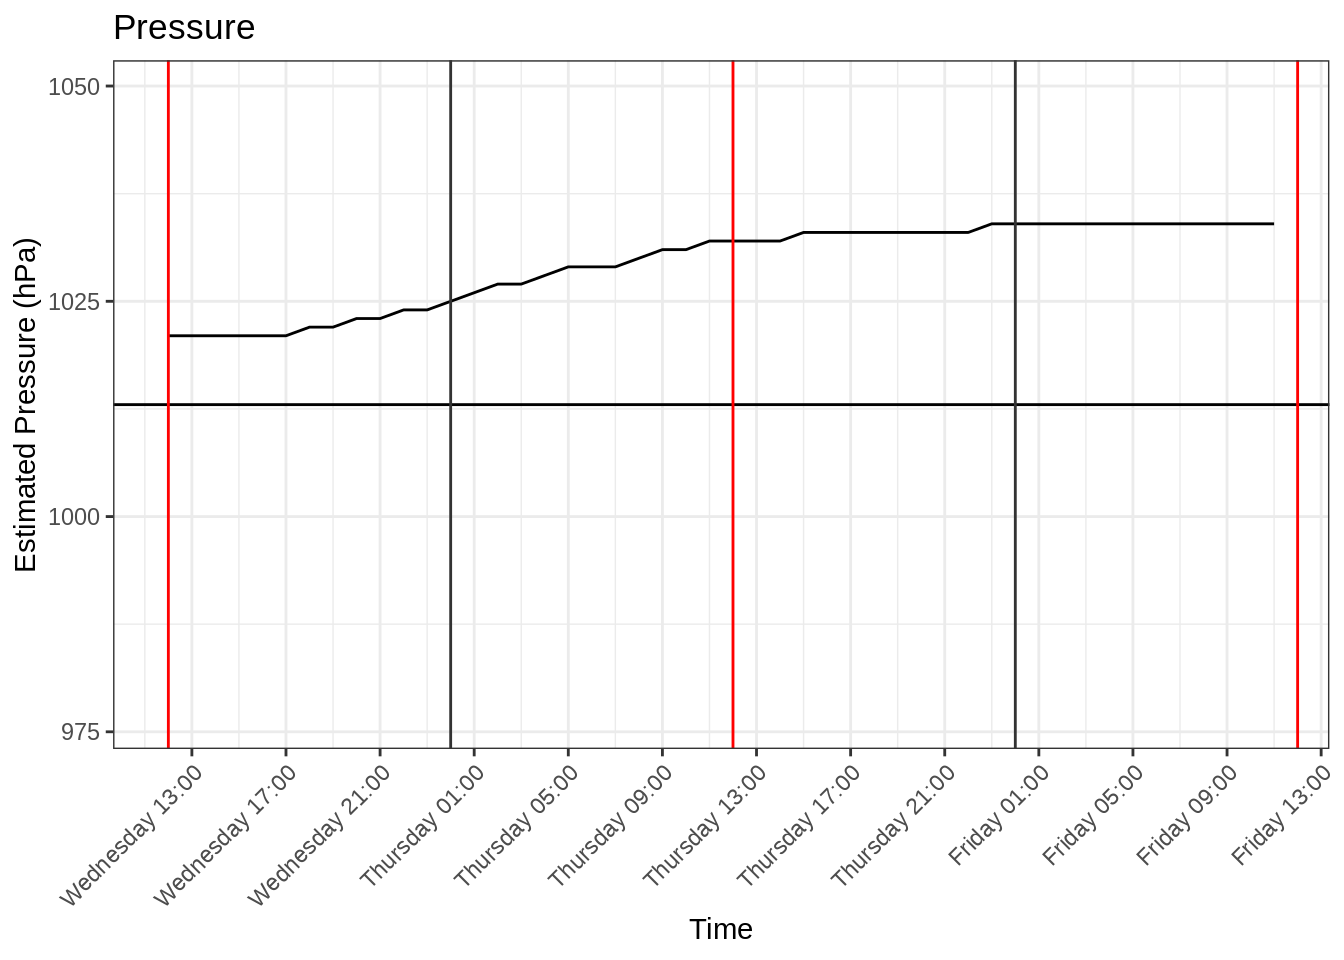 Pressure
Estimated Pressure (hPa)
1050
1025
1000
975
Wednesday 13:00
Wednesday 17:00
Wednesday 21:00
Thursday 01:00
Thursday 05:00
Thursday 09:00
Thursday 13:00
Thursday 17:00
Thursday 21:00
Friday 01:00
Friday 05:00
Friday 09:00
Friday 13:00
Time